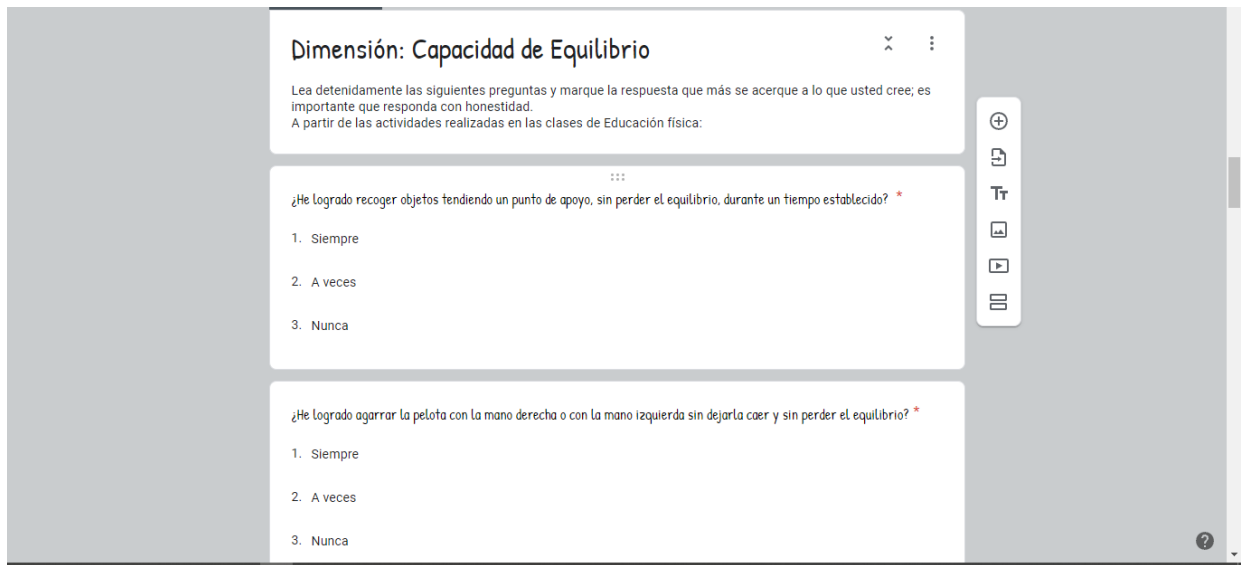 Dimensión: Capacidad de Equilibrio
Lea detenidamente las siguientes preguntas y marque la respuesta que más se acerque a lo que usted cree; es
importante que responda con honestidad.
A partir de las actividades realizadas en las clases de Educación física:
¿He logrado recoger objetos tendiendo un punto de apoyo, sin perder el equilibrio, durante un tiempo establecido? *
1. Siempre
2. A veces
3. Nunca
¿He logrado agarrar la pelota con la mano derecha o con la mano izquierda sin dejarla caer y sin perder el equilibrio? *
1. Siempre
2. A veces
3. Nunca